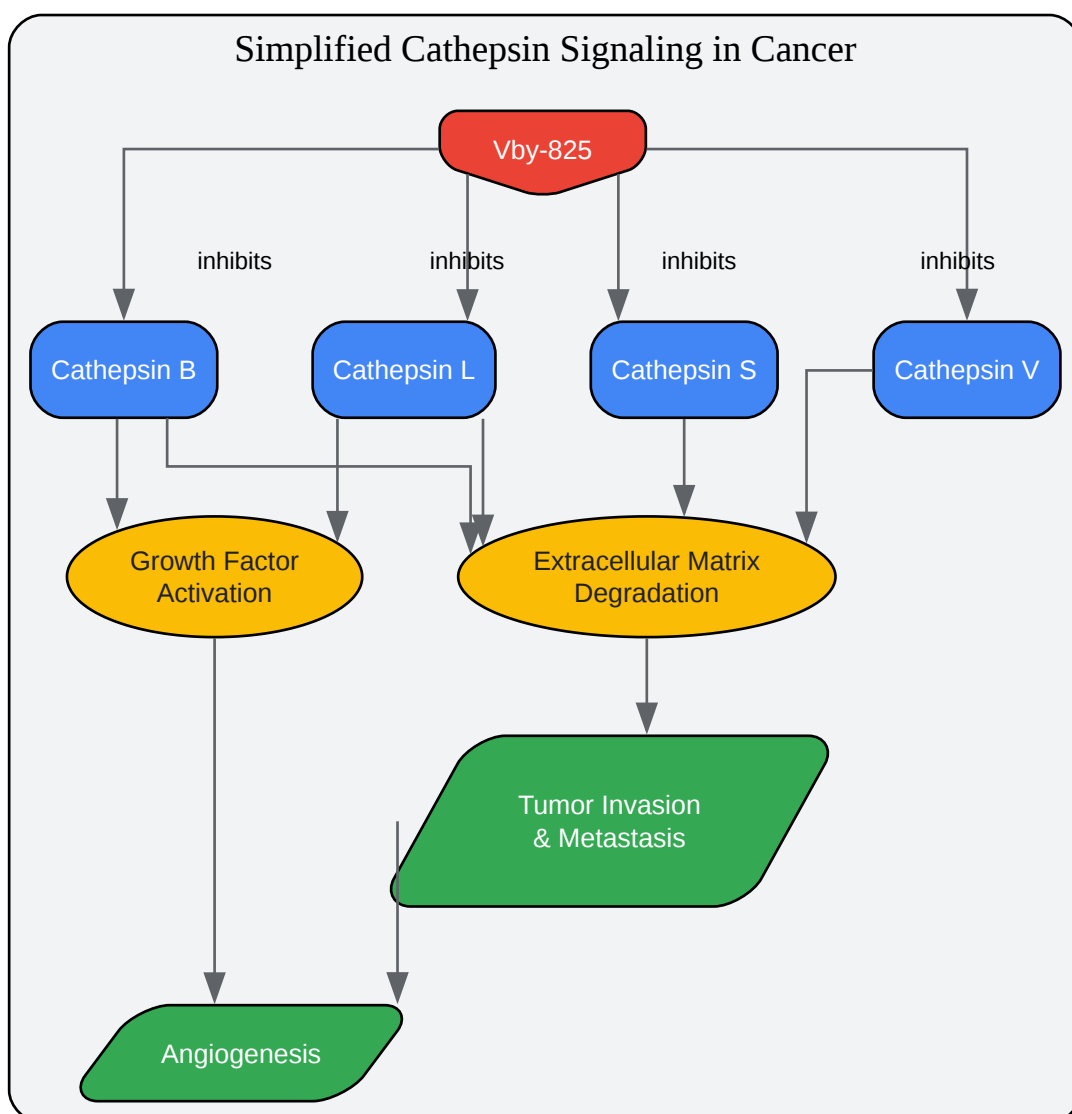 Simplified Cathepsin Signaling in Cancer
Vby-825
inhibits
inhibits
inhibits
inhibits
Cathepsin B
Cathepsin L
Cathepsin S
Cathepsin V
Growth Factor
Activation
Extracellular Matrix
Degradation
Tumor Invasion
& Metastasis
Angiogenesis